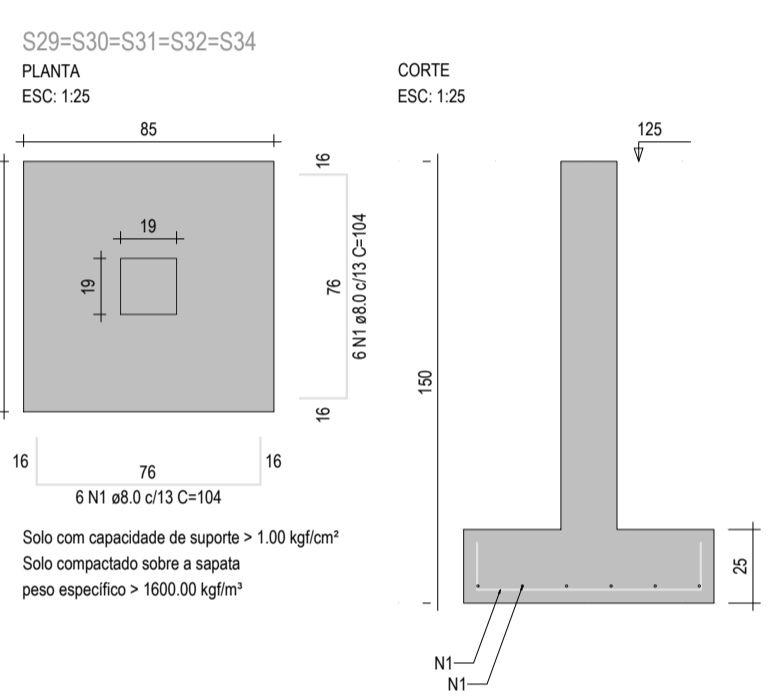 S29=S30=S31=S32=S34
PLANTA
ESC: 1:25
85
19
19
16
76
6 N1 ø8.0 c/13 C=104
16
16
76
16
6 N1 ø8.0 c/13 C=104
Solo com capacidade de suporte > 1.00 kgf/cm²
Solo compactado sobre a sapata
peso específico > 1600.00 kgf/m³
CORTE
ESC: 1:25
125
150
25
N1
N1